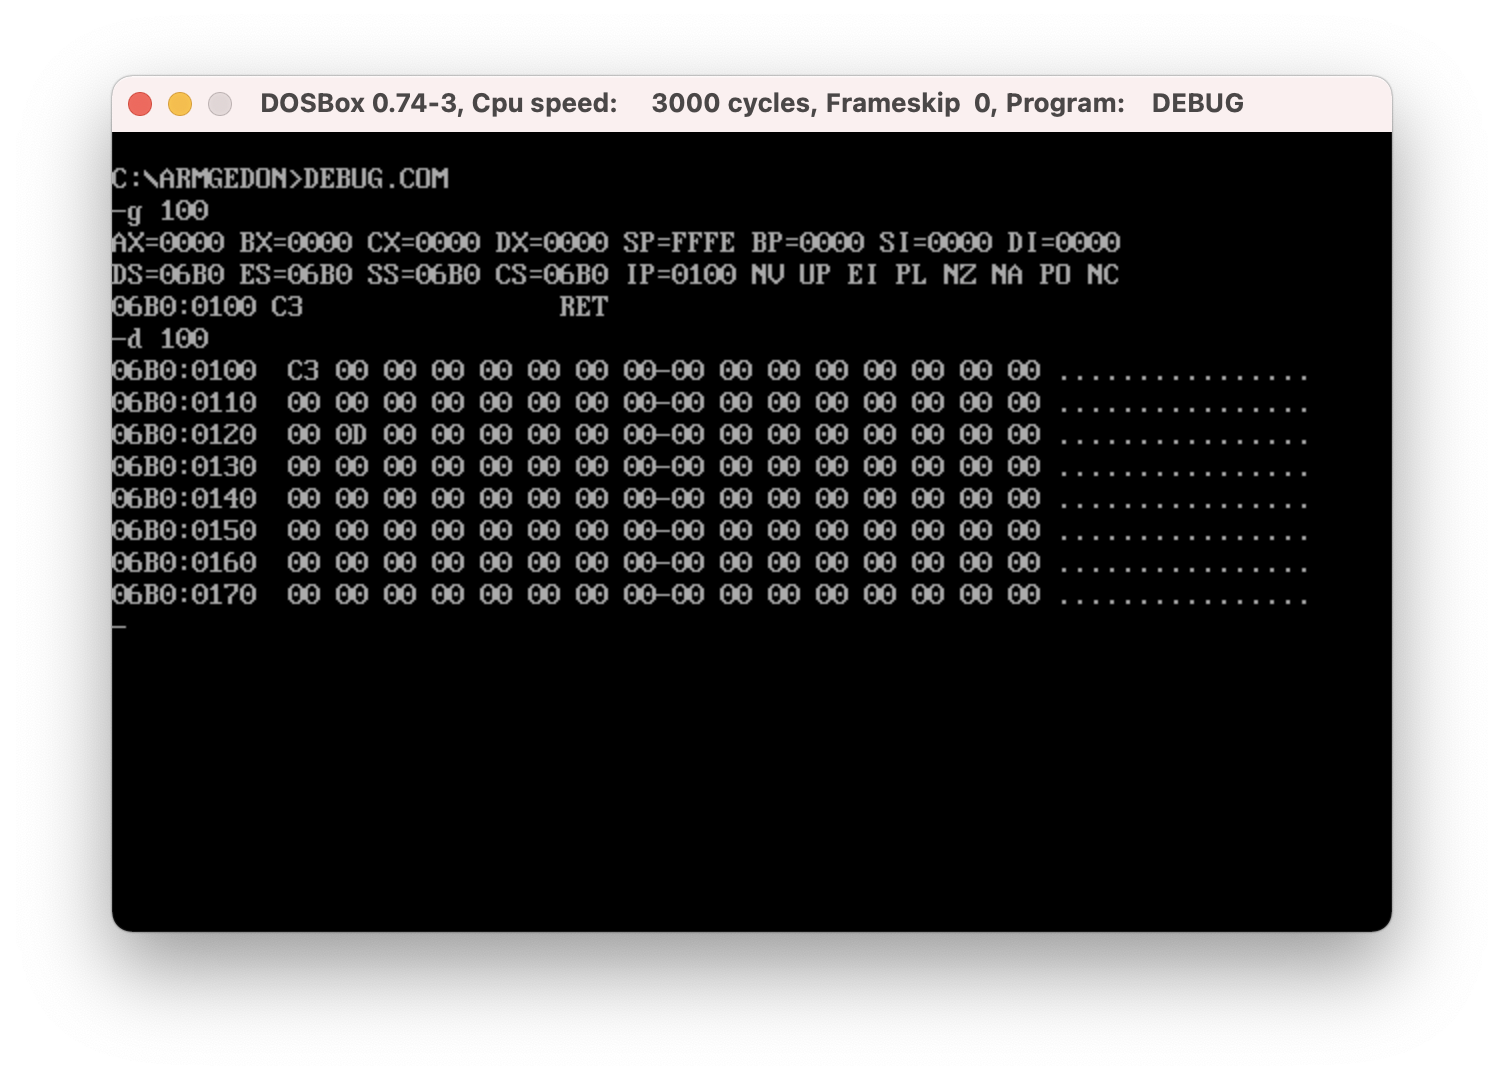 DOSBox 0.74-3, Cpu speed: 3000 cycles, Frameskip 0, Program: DEBUG
C:\ARMGEDON>DEBUG.COM
-g 100
AX=0000 BX=0000 CX=0000 DX=0000 SP=FFFE BP=0000 SI=0000 DI=0000
DS=06B0 ES=06B0 SS=06B0 CS=06B0 IP=0100 NV UP EI PL NZ NA PO NC
06B0:0100 C3                RET
-d 100
06B0:0100  C3 00 00 00 00 00 00 00-00 00 00 00 00 00 00 00 ................
06B0:0110  00 00 00 00 00 00 00 00-00 00 00 00 00 00 00 00 ................
06B0:0120  00 0D 00 00 00 00 00 00-00 00 00 00 00 00 00 00 ................
06B0:0130  00 00 00 00 00 00 00 00-00 00 00 00 00 00 00 00 ................
06B0:0140  00 00 00 00 00 00 00 00-00 00 00 00 00 00 00 00 ................
06B0:0150  00 00 00 00 00 00 00 00-00 00 00 00 00 00 00 00 ................
06B0:0160  00 00 00 00 00 00 00 00-00 00 00 00 00 00 00 00 ................
06B0:0170  00 00 00 00 00 00 00 00-00 00 00 00 00 00 00 00 ................
-